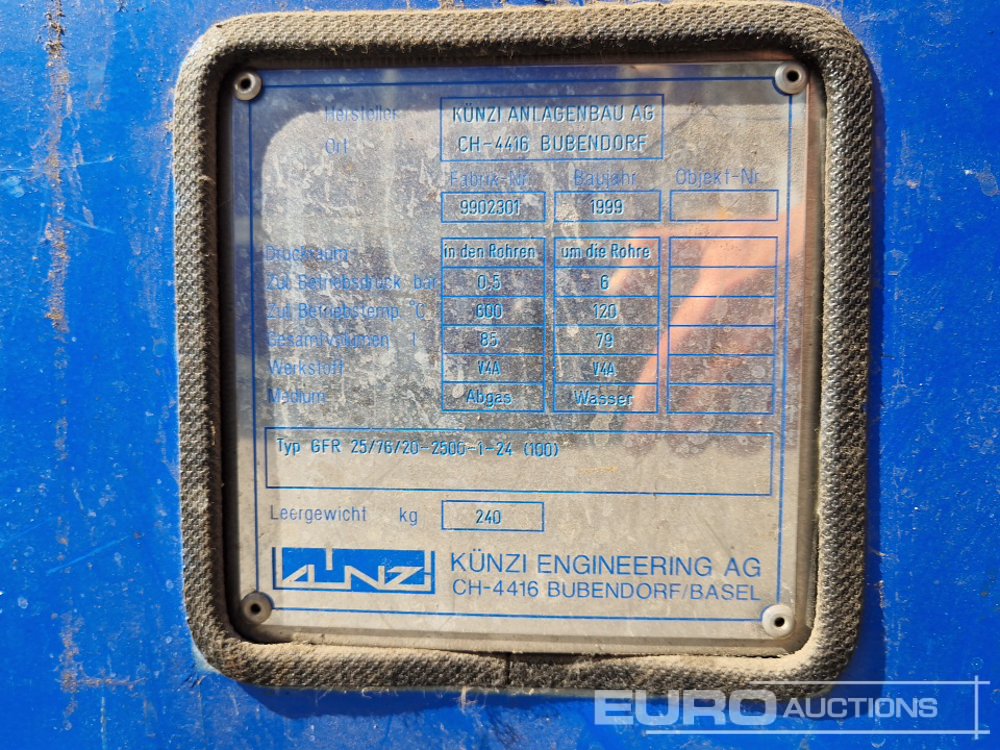 Hersteller KÜNZI ANLAGENBAU AG
Ort CH-4416 BUBENDORF
Fabrik-Nr. Baujahr Objekt-Nr.
9902301 1999
Druckraum in den Rohren um die Rohre
Zul. Betriebsdruck bar 0.5 6
Zul. Betriebstemp. °C 600 120
Gesamtvolumen l 85 79
Werkstoff V4A V4A
Medium Abgas Wasser
Typ GFR 25/76/20-2500-1-24 (100)
Leergewicht kg 240
KÜNZI
KÜNZI ENGINEERING AG
CH-4416 BUBENDORF/BASEL
EURO AUCTIONS